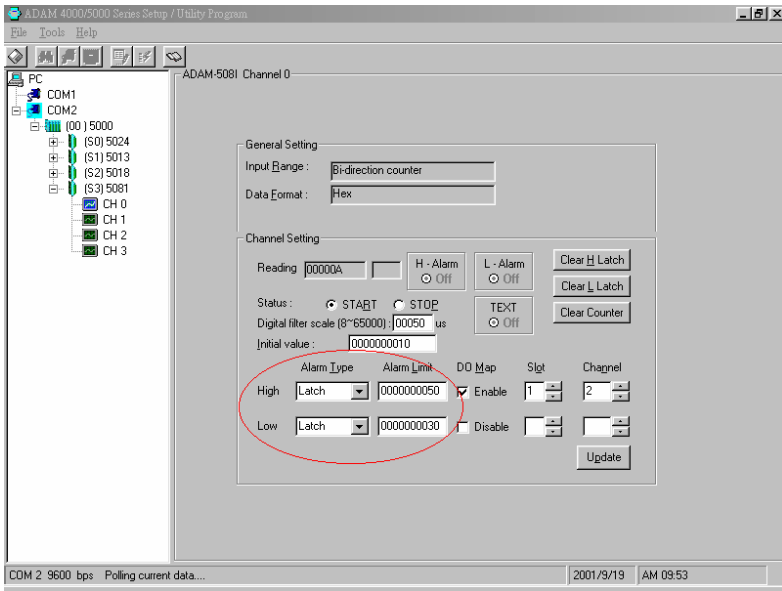 ADAM 4000/5000 Series Setup / Utility Program
File Tools Help
PC
COM1
COM2
(00 ) 5000
(S0) 5024
(S1) 5013
(S2) 5018
(S3) 5081
CH 0
CH 1
CH 2
CH 3
ADAM-5081 Channel 0
General Setting
Input Range : Bi-direction counter
Data Format : Hex
Channel Setting
Reading 00000A
H - Alarm
Off
L - Alarm
Off
Clear H Latch
Clear L Latch
Status : START STOP
TEXT
Off
Clear Counter
Digital filter scale (8~65000) : 00050 us
Initial value : 0000000010
Alarm Type Alarm Limit DO Map Slot Channel
High Latch 0000000050 Enable 1 2
Low Latch 0000000030 Disable
Update
COM 2 9600 bps Polling current data.... 2001/9/19 AM 09:53